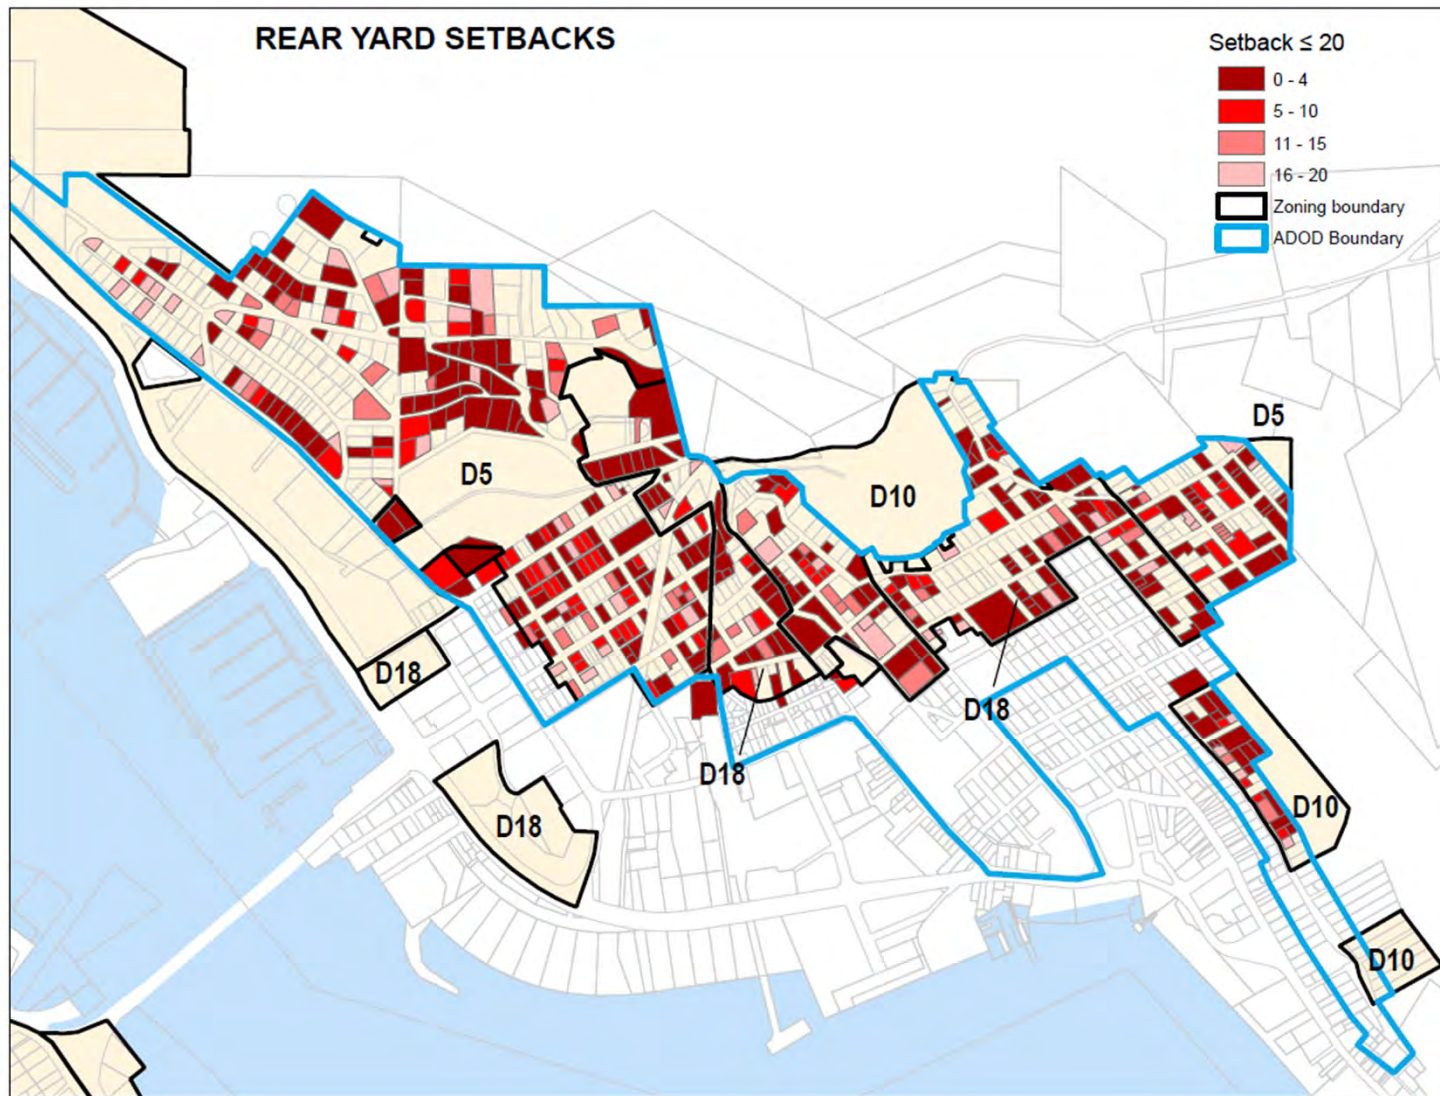 REAR YARD SETBACKS
Setback ≤ 20
0 - 4
5 - 10
11 - 15
16 - 20
Zoning boundary
ADOD Boundary
D5
D5
D10
D18
D18
D18
D18
D10
D10